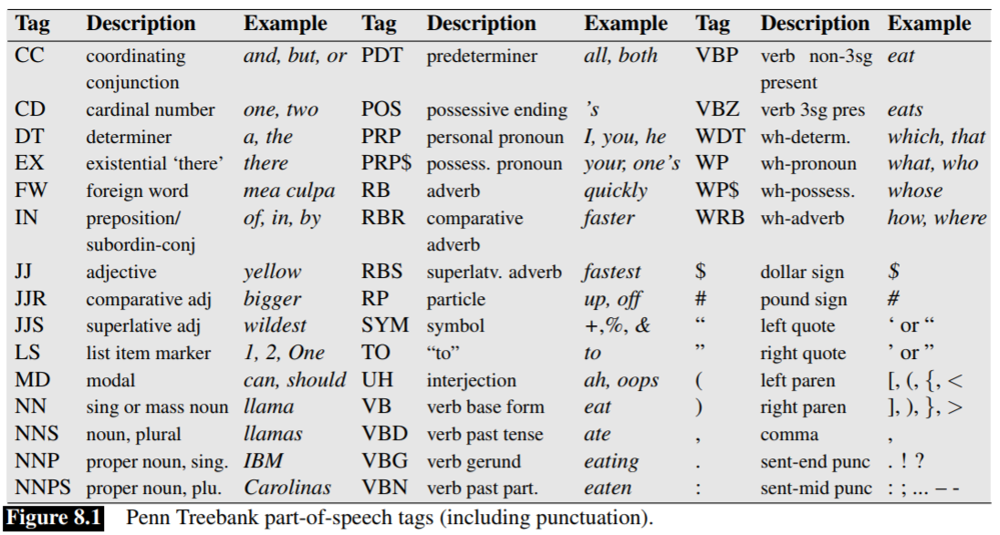 Tag Description Example Tag Description Example Tag Description Example
CC coordinating and, but, or PDT predeterminer all, both VBP verb non-3sg eat
conjunction present
CD cardinal number one, two POS possessive ending 's VBZ verb 3sg pres eats
DT determiner a, the PRP personal pronoun I, you, he WDT wh-determ. which, that
EX existential ‘there’ there PRP$ possess. pronoun your, one's WP wh-pronoun what, who
FW foreign word mea culpa RB adverb quickly WP$ wh-possess. whose
IN preposition/ of, in, by RBR comparative faster WRB wh-adverb how, where
subordin-conj adverb
JJ adjective yellow RBS superlatv. adverb fastest $ dollar sign $
JJR comparative adj bigger RP particle up, off # pound sign #
JJS superlative adj wildest SYM symbol +,%, & “ left quote ‘ or “
LS list item marker 1, 2, One TO “to” to ” right quote ’ or ”
MD modal can, should UH interjection ah, oops ( left paren [, (, {, <
NN sing or mass noun llama VB verb base form eat ) right paren ], ), }, >
NNS noun, plural llamas VBD verb past tense ate , comma ,
NNP proper noun, sing. IBM VBG verb gerund eating . sent-end punc . ! ?
NNPS proper noun, plu. Carolinas VBN verb past part. eaten : sent-mid punc : ; ... – -
Figure 8.1 Penn Treebank part-of-speech tags (including punctuation).